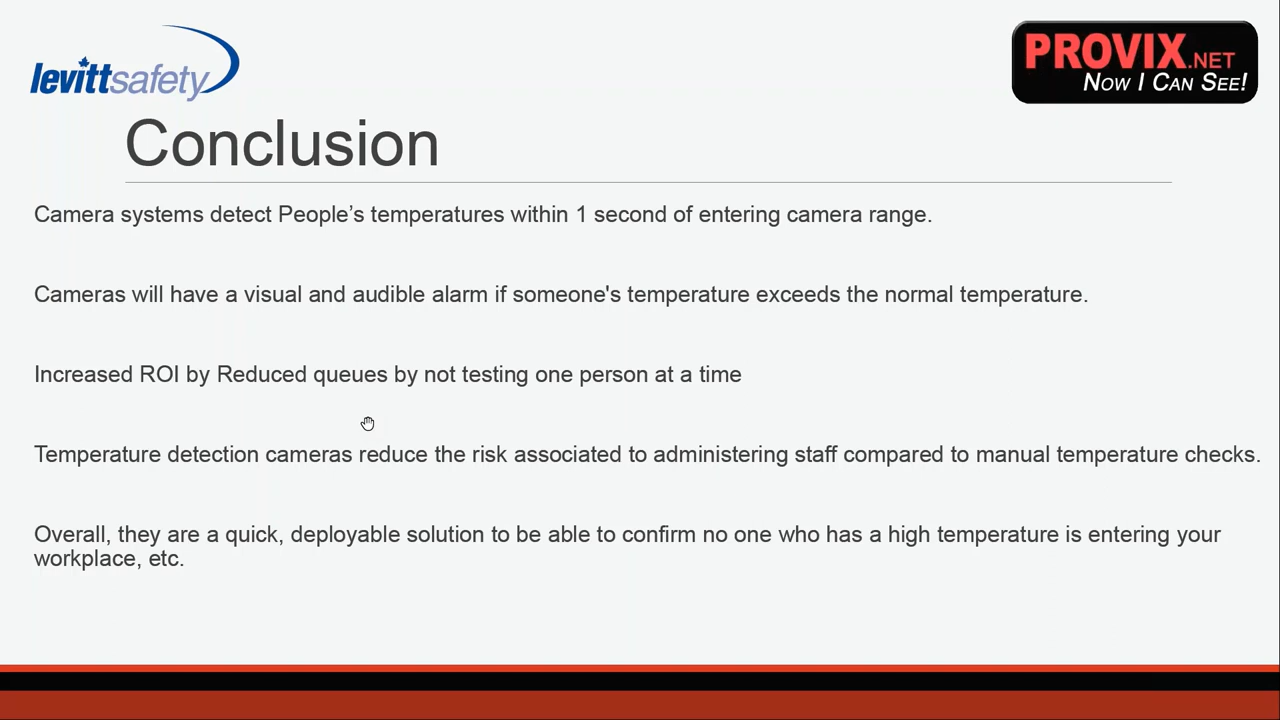 levittsafety
PROVIX.NET
NOW I CAN SEE!
Conclusion
Camera systems detect People’s temperatures within 1 second of entering camera range.
Cameras will have a visual and audible alarm if someone's temperature exceeds the normal temperature.
Increased ROI by Reduced queues by not testing one person at a time
Temperature detection cameras reduce the risk associated to administering staff compared to manual temperature checks.
Overall, they are a quick, deployable solution to be able to confirm no one who has a high temperature is entering your
workplace, etc.